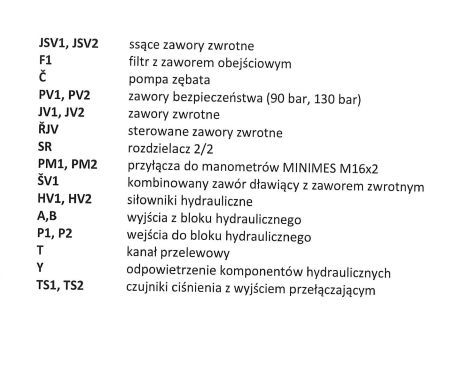 JSV1, JSV2 ssące zawory zwrotne
F1 filtr z zaworem obejściowym
Č pompa zębata
PV1, PV2 zawory bezpieczeństwa (90 bar, 130 bar)
JV1, JV2 zawory zwrotne
ŘJV sterowane zawory zwrotne
SR rozdzielacz 2/2
PM1, PM2 przyłącza do manometrów MINIMES M16x2
ŠV1 kombinowany zawór dławiący z zaworem zwrotnym
HV1, HV2 siłowniki hydrauliczne
A,B wyjścia z bloku hydraulicznego
P1, P2 wejścia do bloku hydraulicznego
T kanał przelewowy
Y odpowietrzenie komponentów hydraulicznych
TS1, TS2 czujniki ciśnienia z wyjściem przełączającym